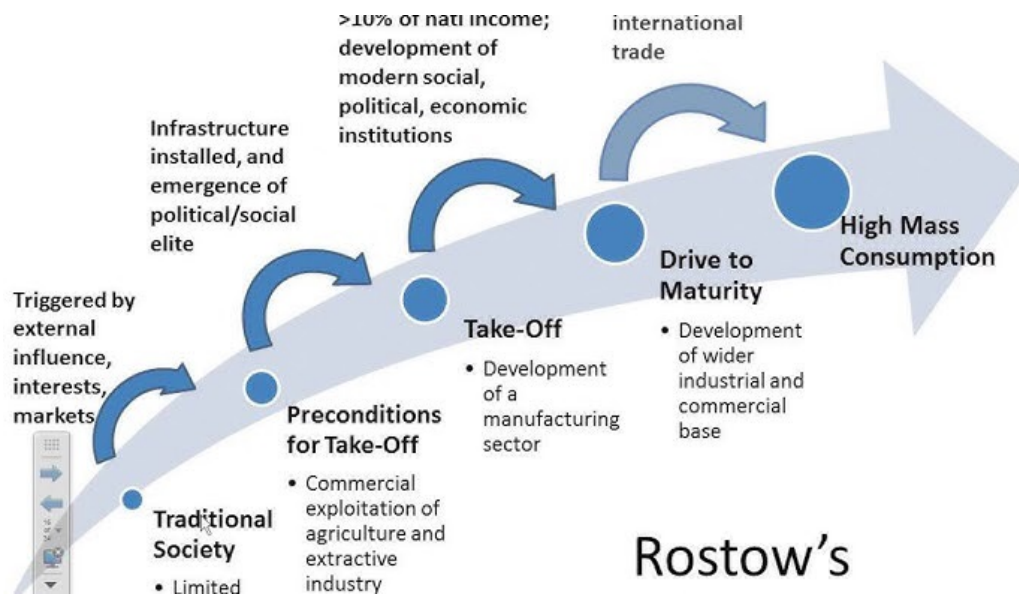 >10% of natl income;
development of
modern social,
political, economic
institutions
international
trade
Infrastructure
installed, and
emergence of
political/social
elite
Triggered by
external
influence,
interests,
markets
High Mass
Consumption
Drive to
Maturity
• Development
of wider
industrial and
commercial
base
Take-Off
• Development
of a
manufacturing
sector
Preconditions
for Take-Off
• Commercial
exploitation of
agriculture and
extractive
industry
Traditional
Society
• Limited
Rostow's